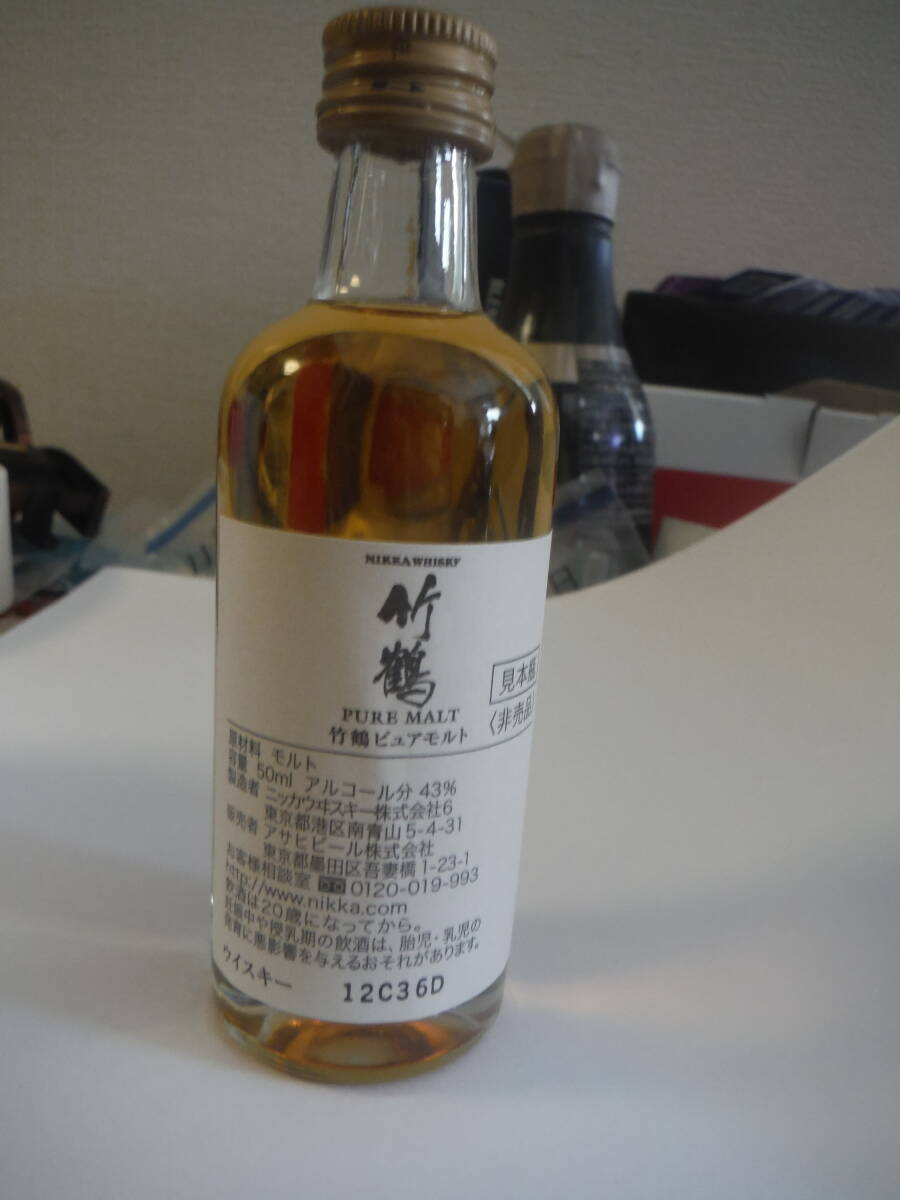 NIKKA WHISKY
竹鶴
PURE MALT
竹鶴ピュアモルト
見本
〈非売品〉
原材料 モルト
容量 50ml アルコール分 43%
製造者 ニッカウヰスキー株式会社6
東京都港区南青山5-4-31
販売者 アサヒビール株式会社
東京都墨田区吾妻橋1-23-1
お客様相談室 0120-019-993
http://www.nikka.com
飲酒は20歳になってから。
妊娠中や授乳期の飲酒は、胎児・乳児の
発育に悪影響を与えるおそれがあります。
ウイスキー 12C36D